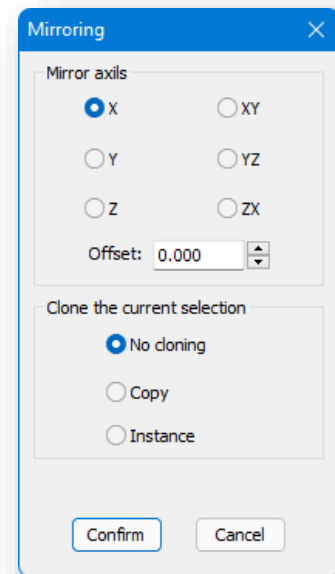 Mirroring
Mirror axils
X XY
Y YZ
Z ZX
Offset: 0.000
Clone the current selection
No cloning
Copy
Instance
Confirm Cancel